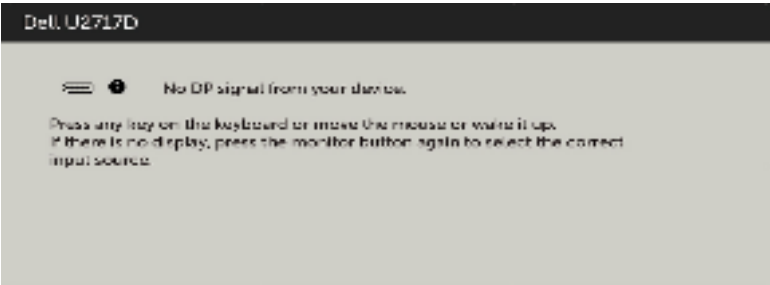 Dell U2717D
No DP signal from your device.
Press any key on the keyboard or move the mouse or wake it up.
If there is no display, press the monitor button again to select the correct
input source.